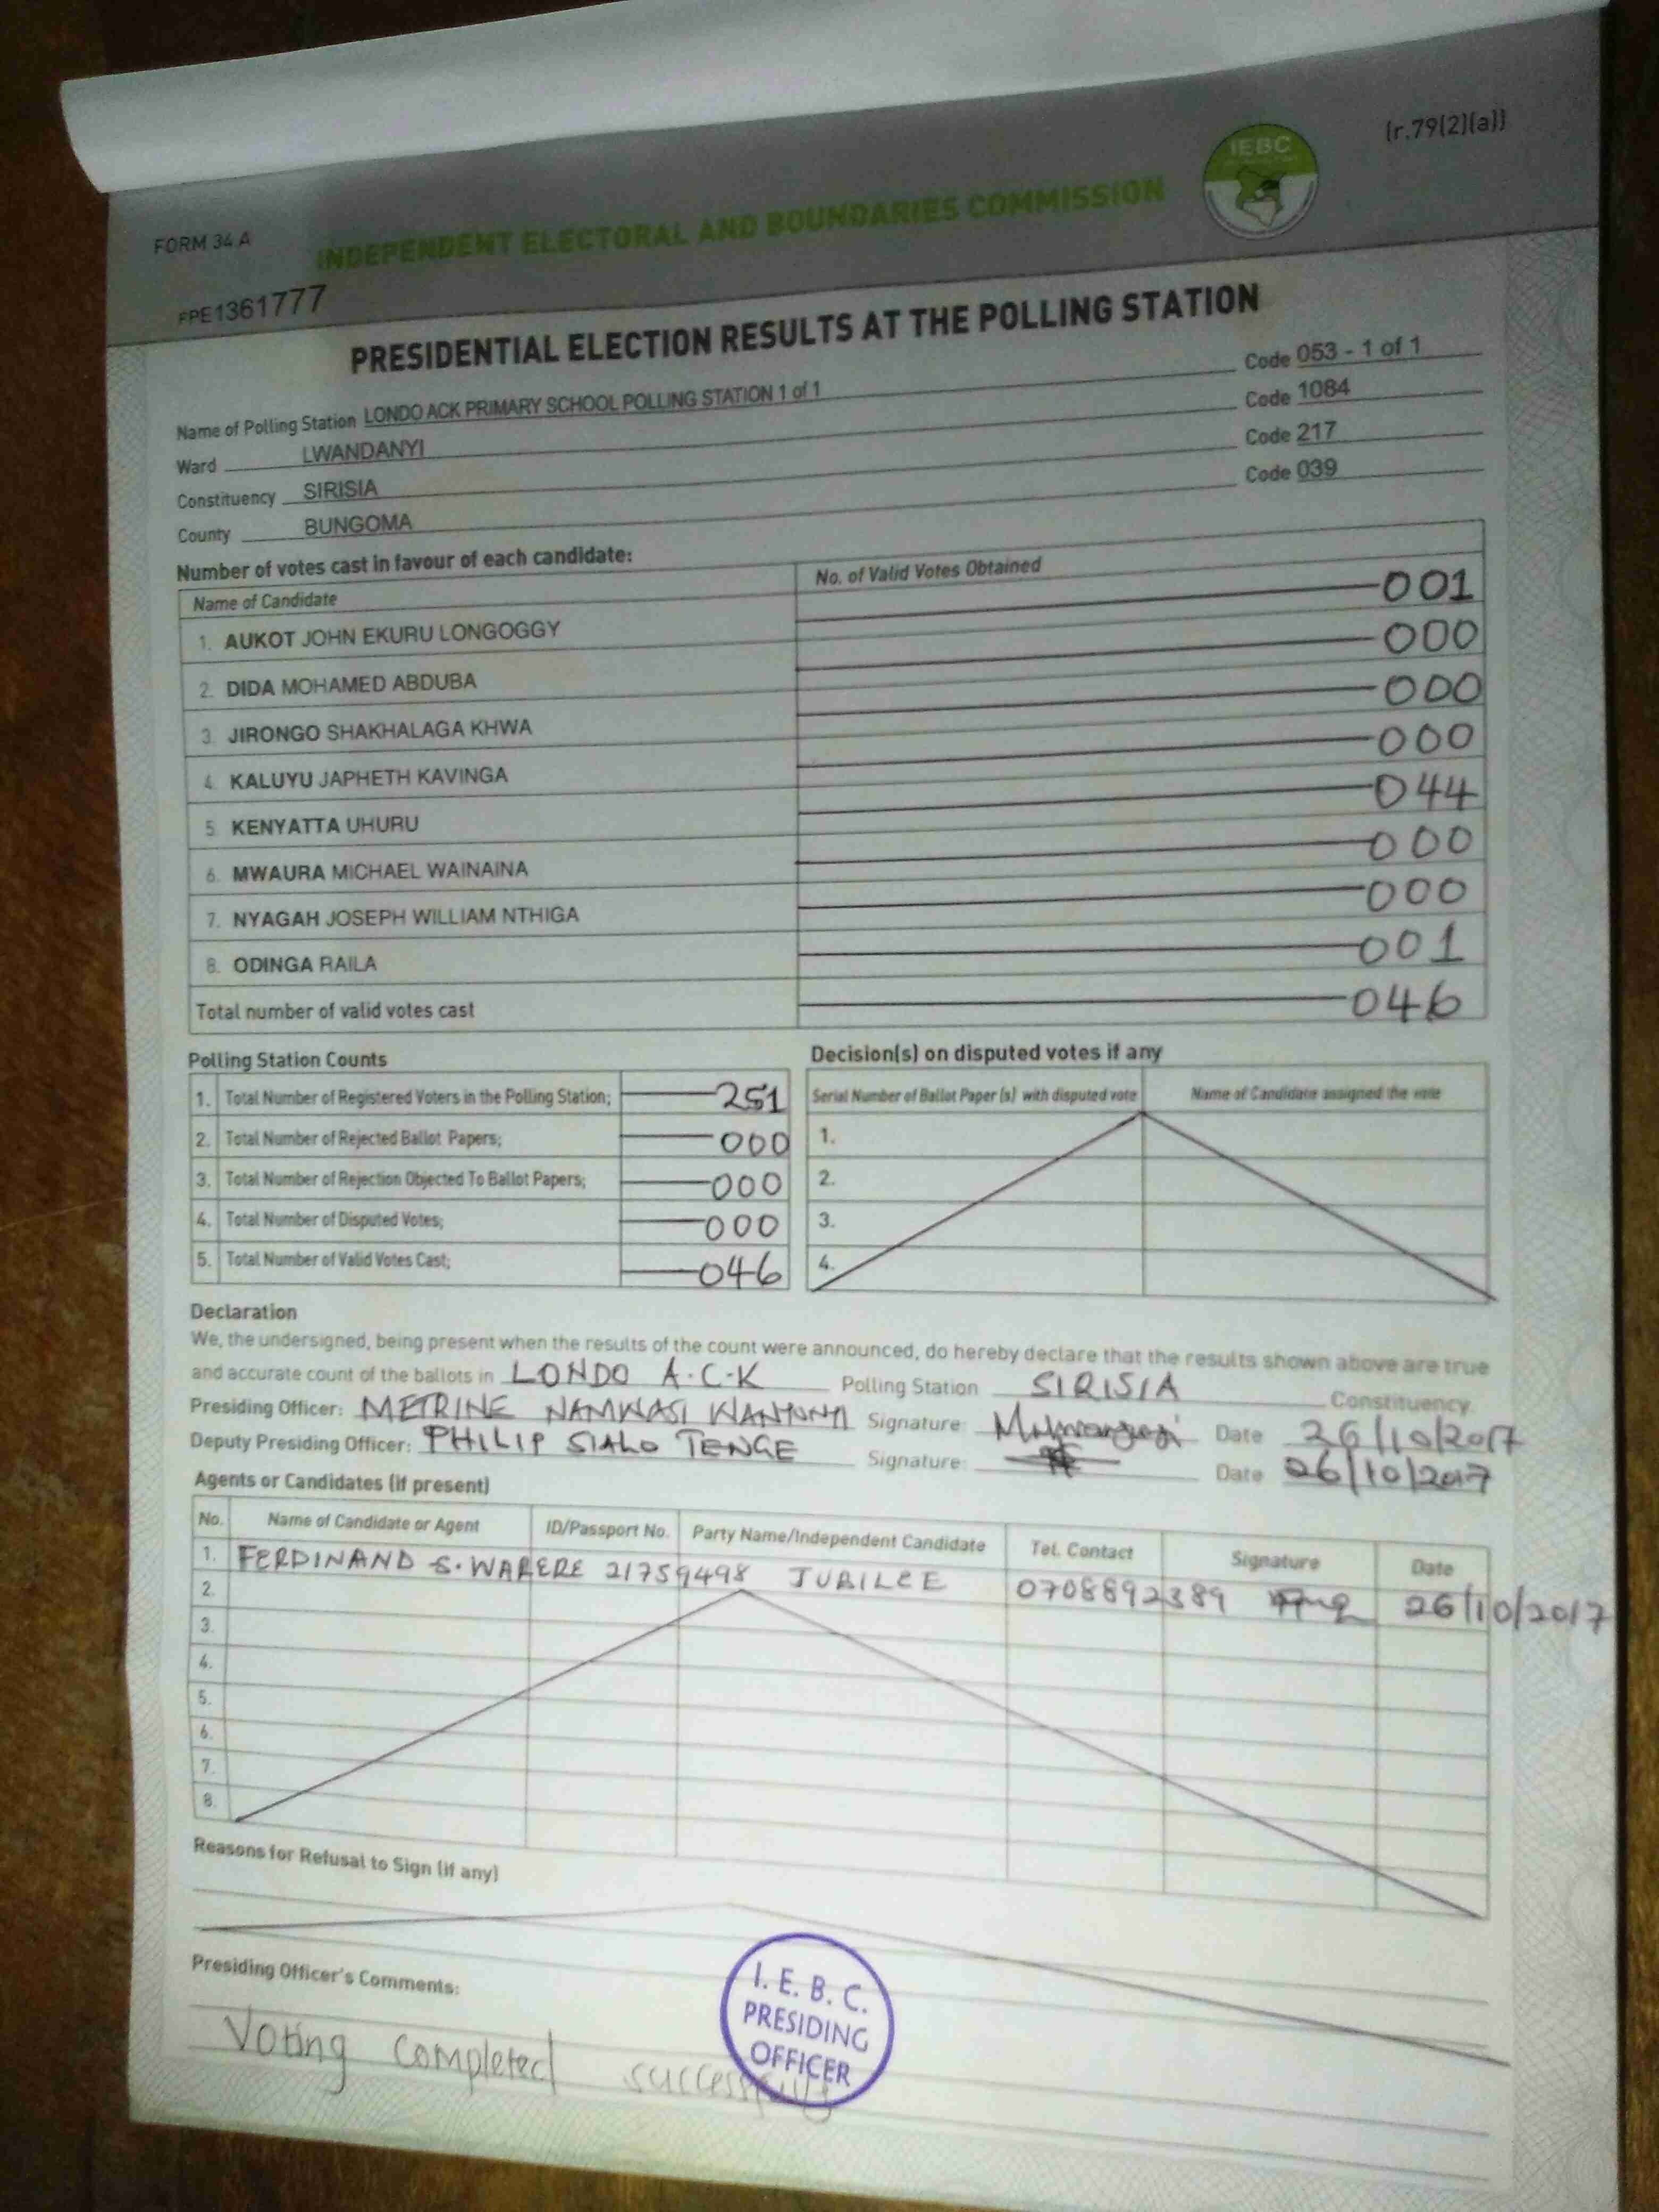 (r.79(2)(a))
IEBC
FORM 34 A
INDEPENDENT ELECTORAL AND BOUNDARIES COMMISSION
PPE1361777
PRESIDENTIAL ELECTION RESULTS AT THE POLLING STATION
Name of Polling Station LONDO ACK PRIMARY SCHOOL POLLING STATION 1 of 1 Code 053 - 1 of 1
Ward LWANDANYI Code 1084
Constituency SIRISIA Code 217
County BUNGOMA Code 039
Number of votes cast in favour of each candidate:
Name of Candidate No. of Valid Votes Obtained
1. AUKOT JOHN EKURU LONGOGGY 001
2. DIDA MOHAMED ABDUBA 000
3. JIRONGO SHAKHALAGA KHWA 000
4. KALUYU JAPHETH KAVINGA 000
5. KENYATTA UHURU 044
6. MWAURA MICHAEL WAINAINA 000
7. NYAGAH JOSEPH WILLIAM NTHIGA 000
8. ODINGA RAILA 001
Total number of valid votes cast 046
Polling Station Counts
1. Total Number of Registered Voters in the Polling Station; 251
2. Total Number of Rejected Ballot Papers; 000
3. Total Number of Rejection Objected To Ballot Papers; 000
4. Total Number of Disputed Votes; 000
5. Total Number of Valid Votes Cast; 046
Decision(s) on disputed votes if any
Serial Number of Ballot Paper (s) with disputed vote Name of Candidate assigned the vote
1.
2.
3.
4.
Declaration
We, the undersigned, being present when the results of the count were announced, do hereby declare that the results shown above are true
and accurate count of the ballots in LONDO A.C.K Polling Station SIRISIA Constituency.
Presiding Officer: METRINE NAMWASI Signature: Date 26/10/2017
Deputy Presiding Officer: PHILIP SIALO TENGE Signature: Date 26/10/2017
Agents or Candidates (if present)
No. Name of Candidate or Agent ID/Passport No. Party Name/Independent Candidate Tel. Contact Signature Date
1. FERDINAND S. WARERE 21759498 JUBILEE 0708892389 26/10/2017
2.
3.
4.
5.
6.
7.
8.
Reasons for Refusal to Sign (if any)
Presiding Officer's Comments:
Voting completed successfully
I. E. B. C.
PRESIDING
OFFICER